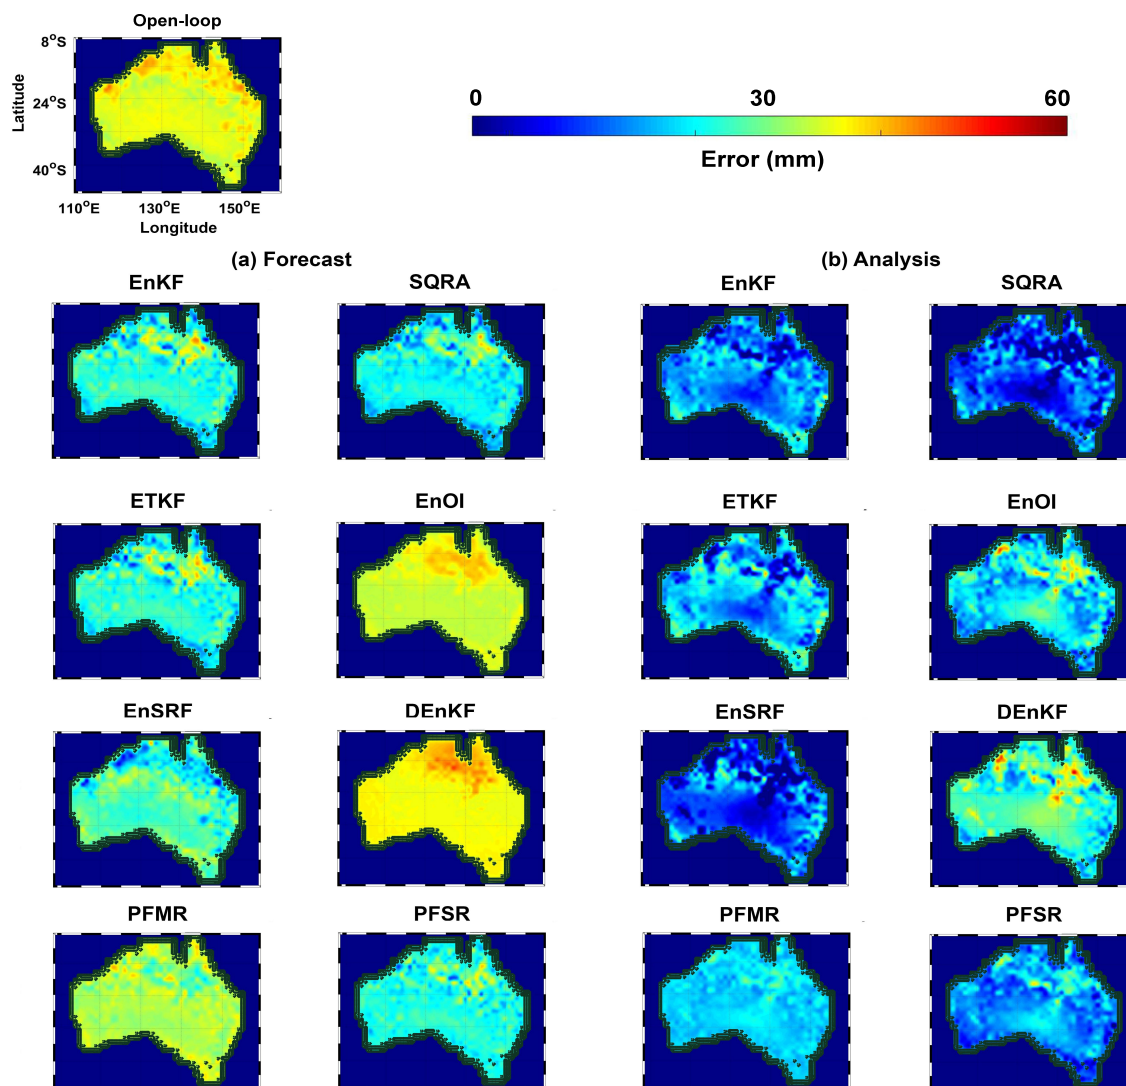 Open-loop
8°S
24°S
40°S
Latitude
110°E 130°E 150°E
Longitude
0 30 60
Error (mm)
(a) Forecast (b) Analysis
EnKF SQRA EnKF SQRA
ETKF EnOI ETKF EnOI
EnSRF DEnKF EnSRF DEnKF
PFMR PFSR PFMR PFSR